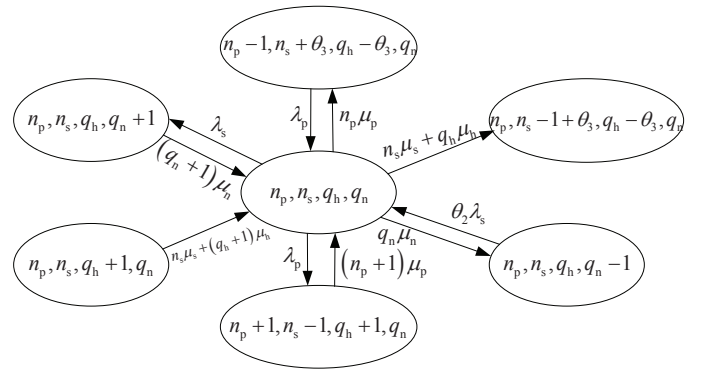 n_p − 1, n_s + θ_3, q_h − θ_3, q_n
n_p, n_s, q_h, q_n + 1
λ_s
λ_p
n_p μ_p
n_s μ_s + q_h μ_h
n_p, n_s − 1 + θ_3, q_h − θ_3, q_n
(q_n + 1) μ_n
n_p, n_s, q_h, q_n
n_p, n_s, q_h + 1, q_n
n_s μ_s + (q_h + 1) μ_h
θ_2 λ_s
q_n μ_n
n_p, n_s, q_h, q_n − 1
λ_p
(n_p + 1) μ_p
n_p + 1, n_s − 1, q_h + 1, q_n